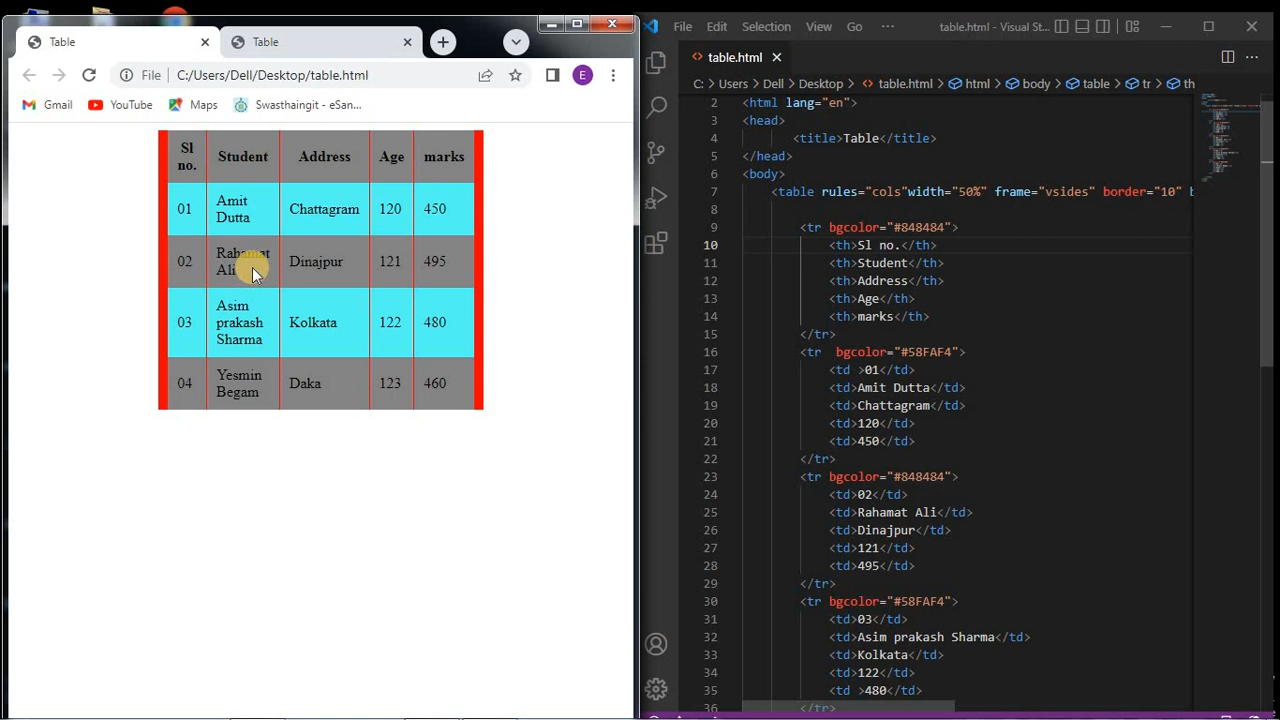 Table
Table
File
C:/Users/Dell/Desktop/table.html
E
Gmail
YouTube
Maps
Swasthaingit - eSan...
Sl no. Student Address Age marks
01 Amit Dutta Chattagram 120 450
02 Rahamat Ali Dinajpur 121 495
03 Asim prakash Sharma Kolkata 122 480
04 Yesmin Begam Daka 123 460
File Edit Selection View Go ... table.html - Visual St...
table.html
C: > Users > Dell > Desktop > table.html > html > body > table > tr > th
2 <html lang="en">
3 <head>
4 <title>Table</title>
5 </head>
6 <body>
7 <table rules="cols"width="50%" frame="vsides" border="10" b
8
9 <tr bgcolor="#848484">
10 <th>Sl no.</th>
11 <th>Student</th>
12 <th>Address</th>
13 <th>Age</th>
14 <th>marks</th>
15 </tr>
16 <tr  bgcolor="#58FAF4">
17 <td >01</td>
18 <td>Amit Dutta</td>
19 <td>Chattagram</td>
20 <td>120</td>
21 <td>450</td>
22 </tr>
23 <tr bgcolor="#848484">
24 <td>02</td>
25 <td>Rahamat Ali</td>
26 <td>Dinajpur</td>
27 <td>121</td>
28 <td>495</td>
29 </tr>
30 <tr bgcolor="#58FAF4">
31 <td>03</td>
32 <td>Asim prakash Sharma</td>
33 <td>Kolkata</td>
34 <td>122</td>
35 <td >480</td>
36 </tr>